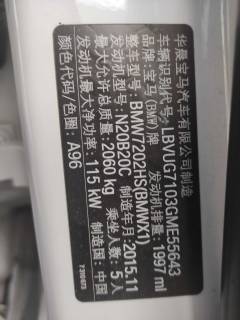 华晨宝马汽车有限公司制造
车辆识别代号：LBVUG7103GME55643
品牌：宝马(BMW)牌 发动机排量：1997 ml
整车型号：BMW7202HS(BMWX1)
发动机型号：N20B20C 制造年月：2015.11
最大允许总质量：2000 kg 乘坐人数：5人
发动机最大净功率：115 kW 制造国：中国
颜色代码/色圈：A96